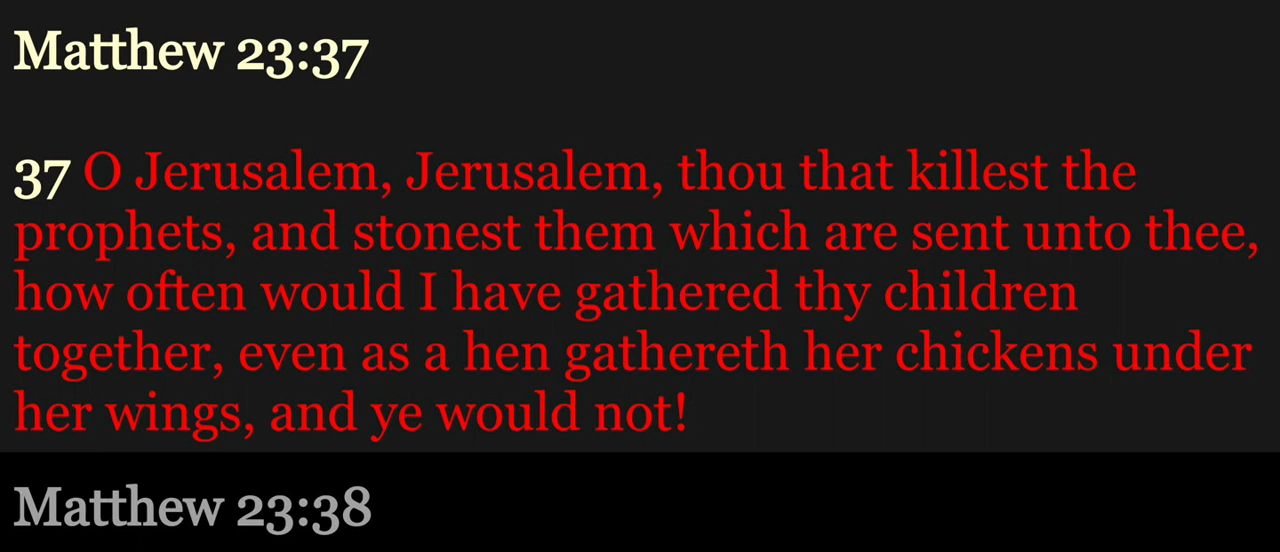 Matthew 23:37
37 O Jerusalem, Jerusalem, thou that killest the
prophets, and stonest them which are sent unto thee,
how often would I have gathered thy children
together, even as a hen gathereth her chickens under
her wings, and ye would not!
Matthew 23:38